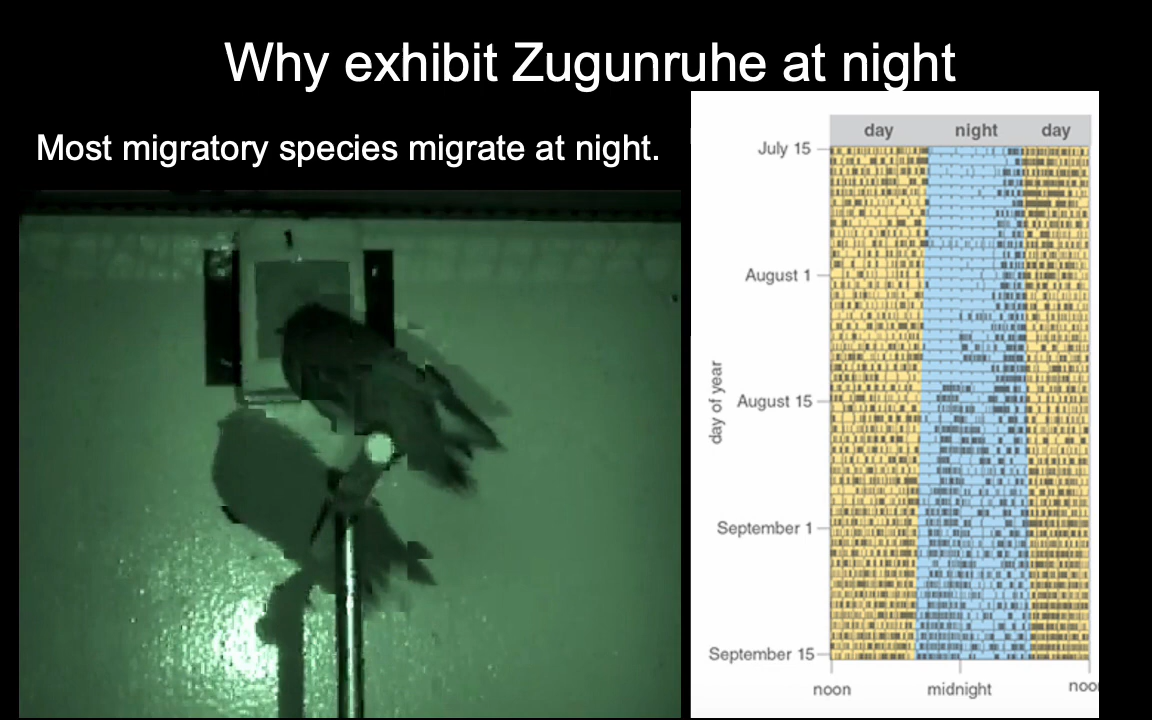 Why exhibit Zugunruhe at night
Most migratory species migrate at night.
day night day
July 15
August 1
August 15
September 1
September 15
day of year
noon midnight noo